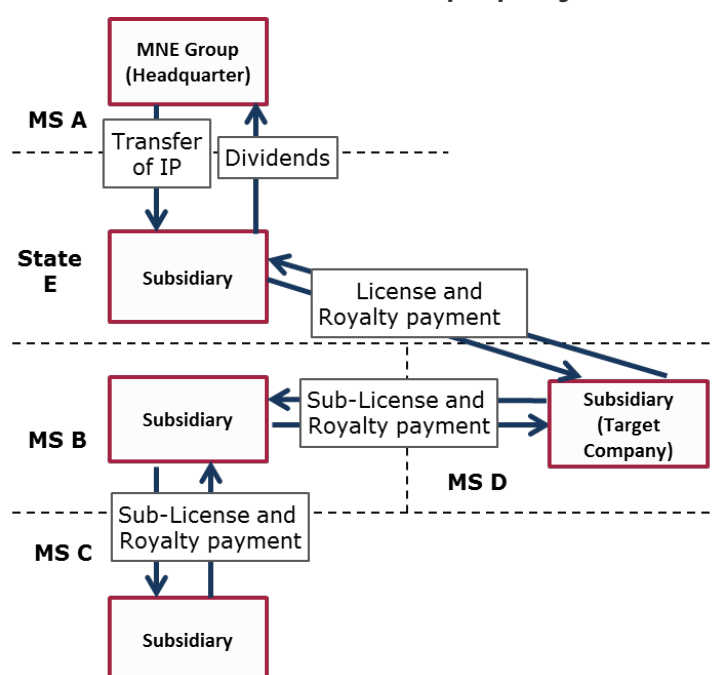 MNE Group
(Headquarter)
MS A
Transfer
of IP
Dividends
State
E
Subsidiary
License and
Royalty payment
MS B
Subsidiary
Sub-License and
Royalty payment
Subsidiary
(Target
Company)
MS D
MS C
Sub-License and
Royalty payment
Subsidiary